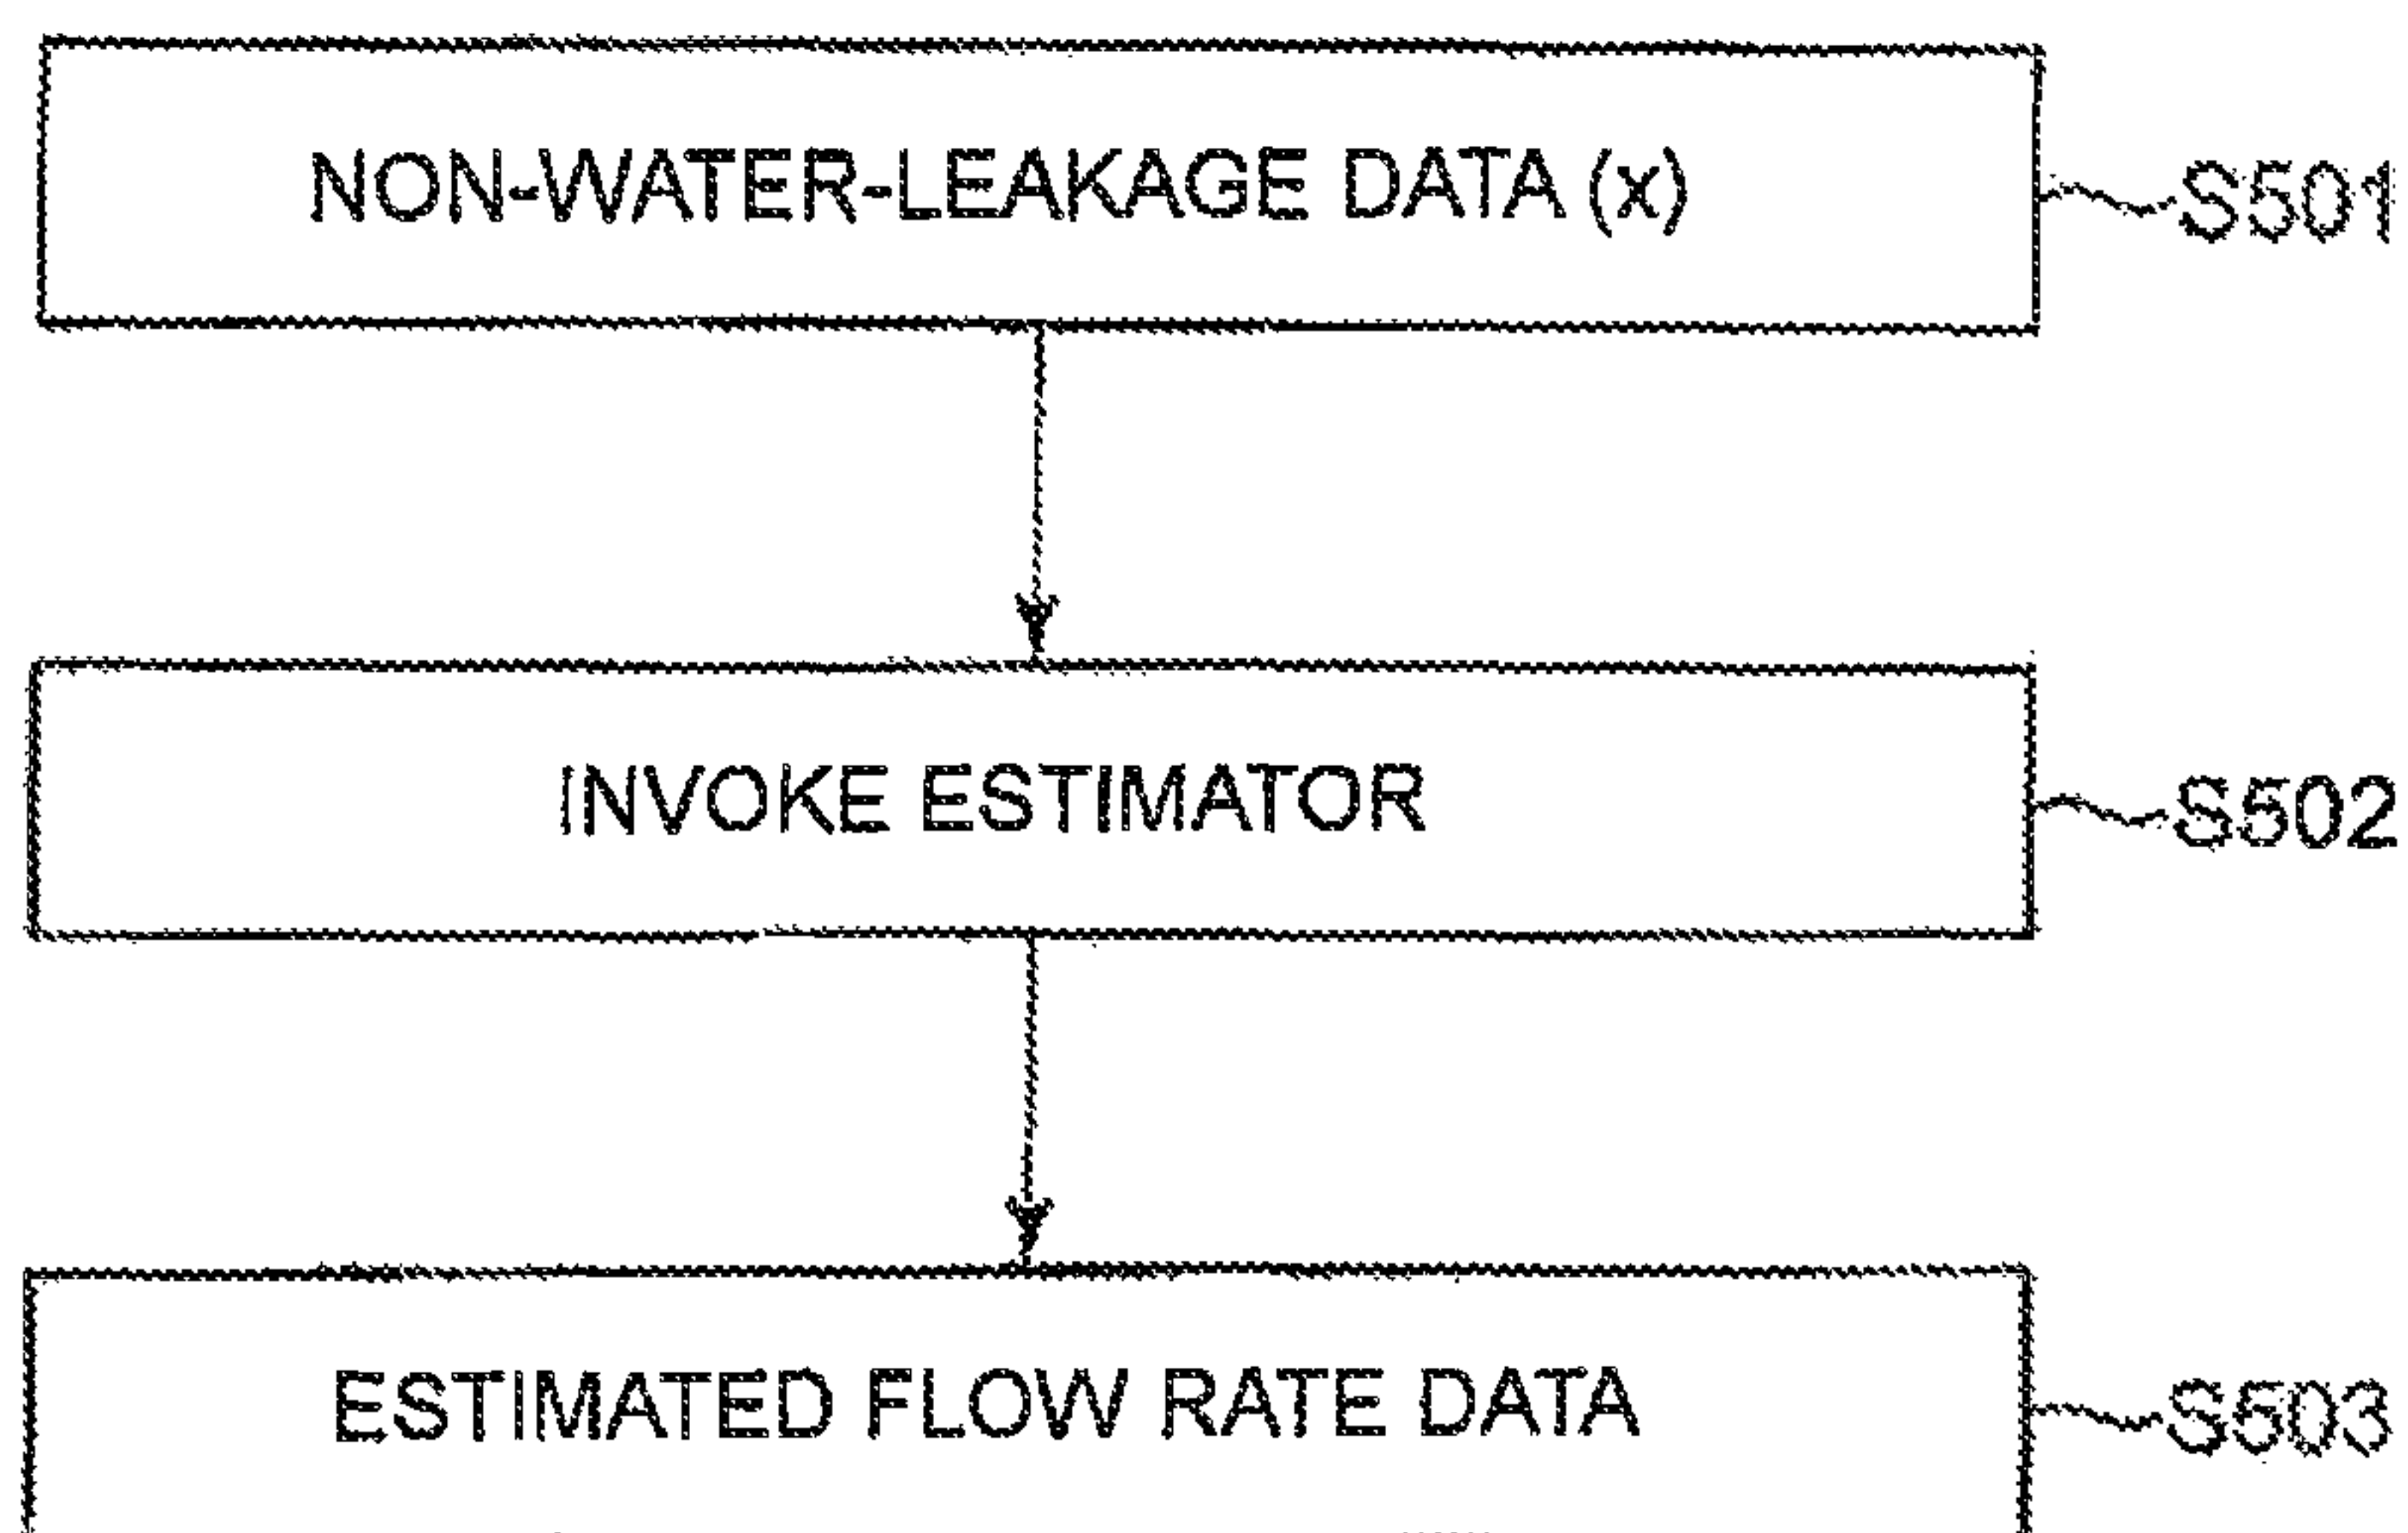 NON-WATER-LEAKAGE DATA (x)
S501
INVOKE ESTIMATOR
S502
ESTIMATED FLOW RATE DATA
S503